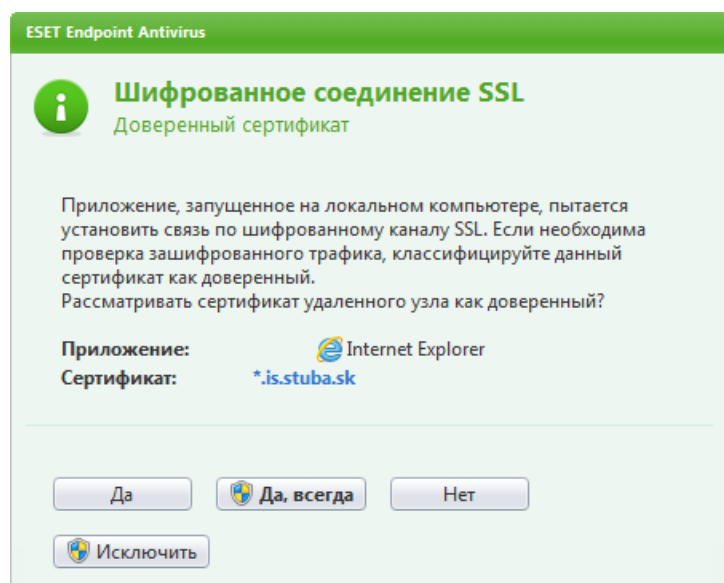 ESET Endpoint Antivirus
Шифрованное соединение SSL
Доверенный сертификат
Приложение, запущенное на локальном компьютере, пытается
установить связь по шифрованному каналу SSL. Если необходима
проверка зашифрованного трафика, классифицируйте данный
сертификат как доверенный.
Рассматривать сертификат удаленного узла как доверенный?
Приложение: Internet Explorer
Сертификат: *.is.stuba.sk
Да Да, всегда Нет
Исключить